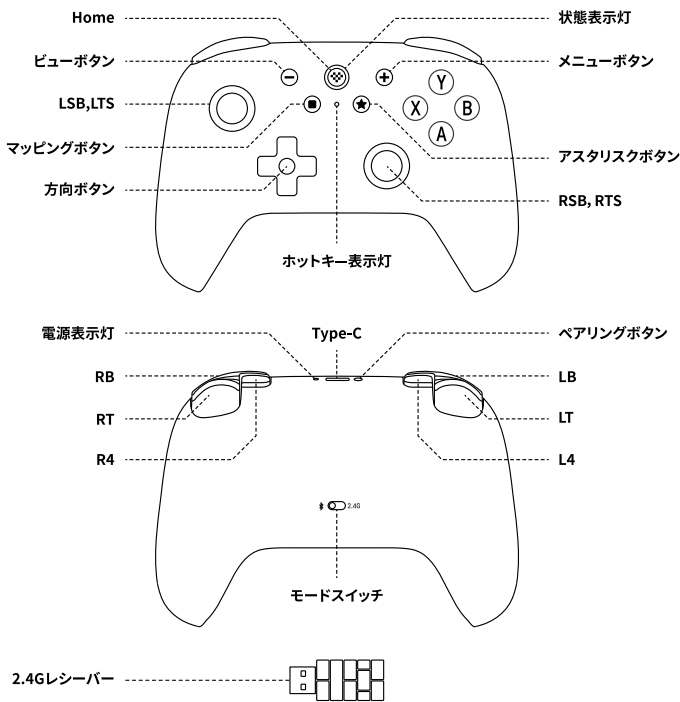 Home
状態表示灯
ビューボタン
メニューボタン
LSB,LTS
Y
X
B
A
マッピングボタン
アスタリスクボタン
方向ボタン
RSB, RTS
ホットキー表示灯
電源表示灯
Type-C
ペアリングボタン
RB
LB
RT
LT
R4
L4
2.4G
モードスイッチ
2.4Gレシーバー